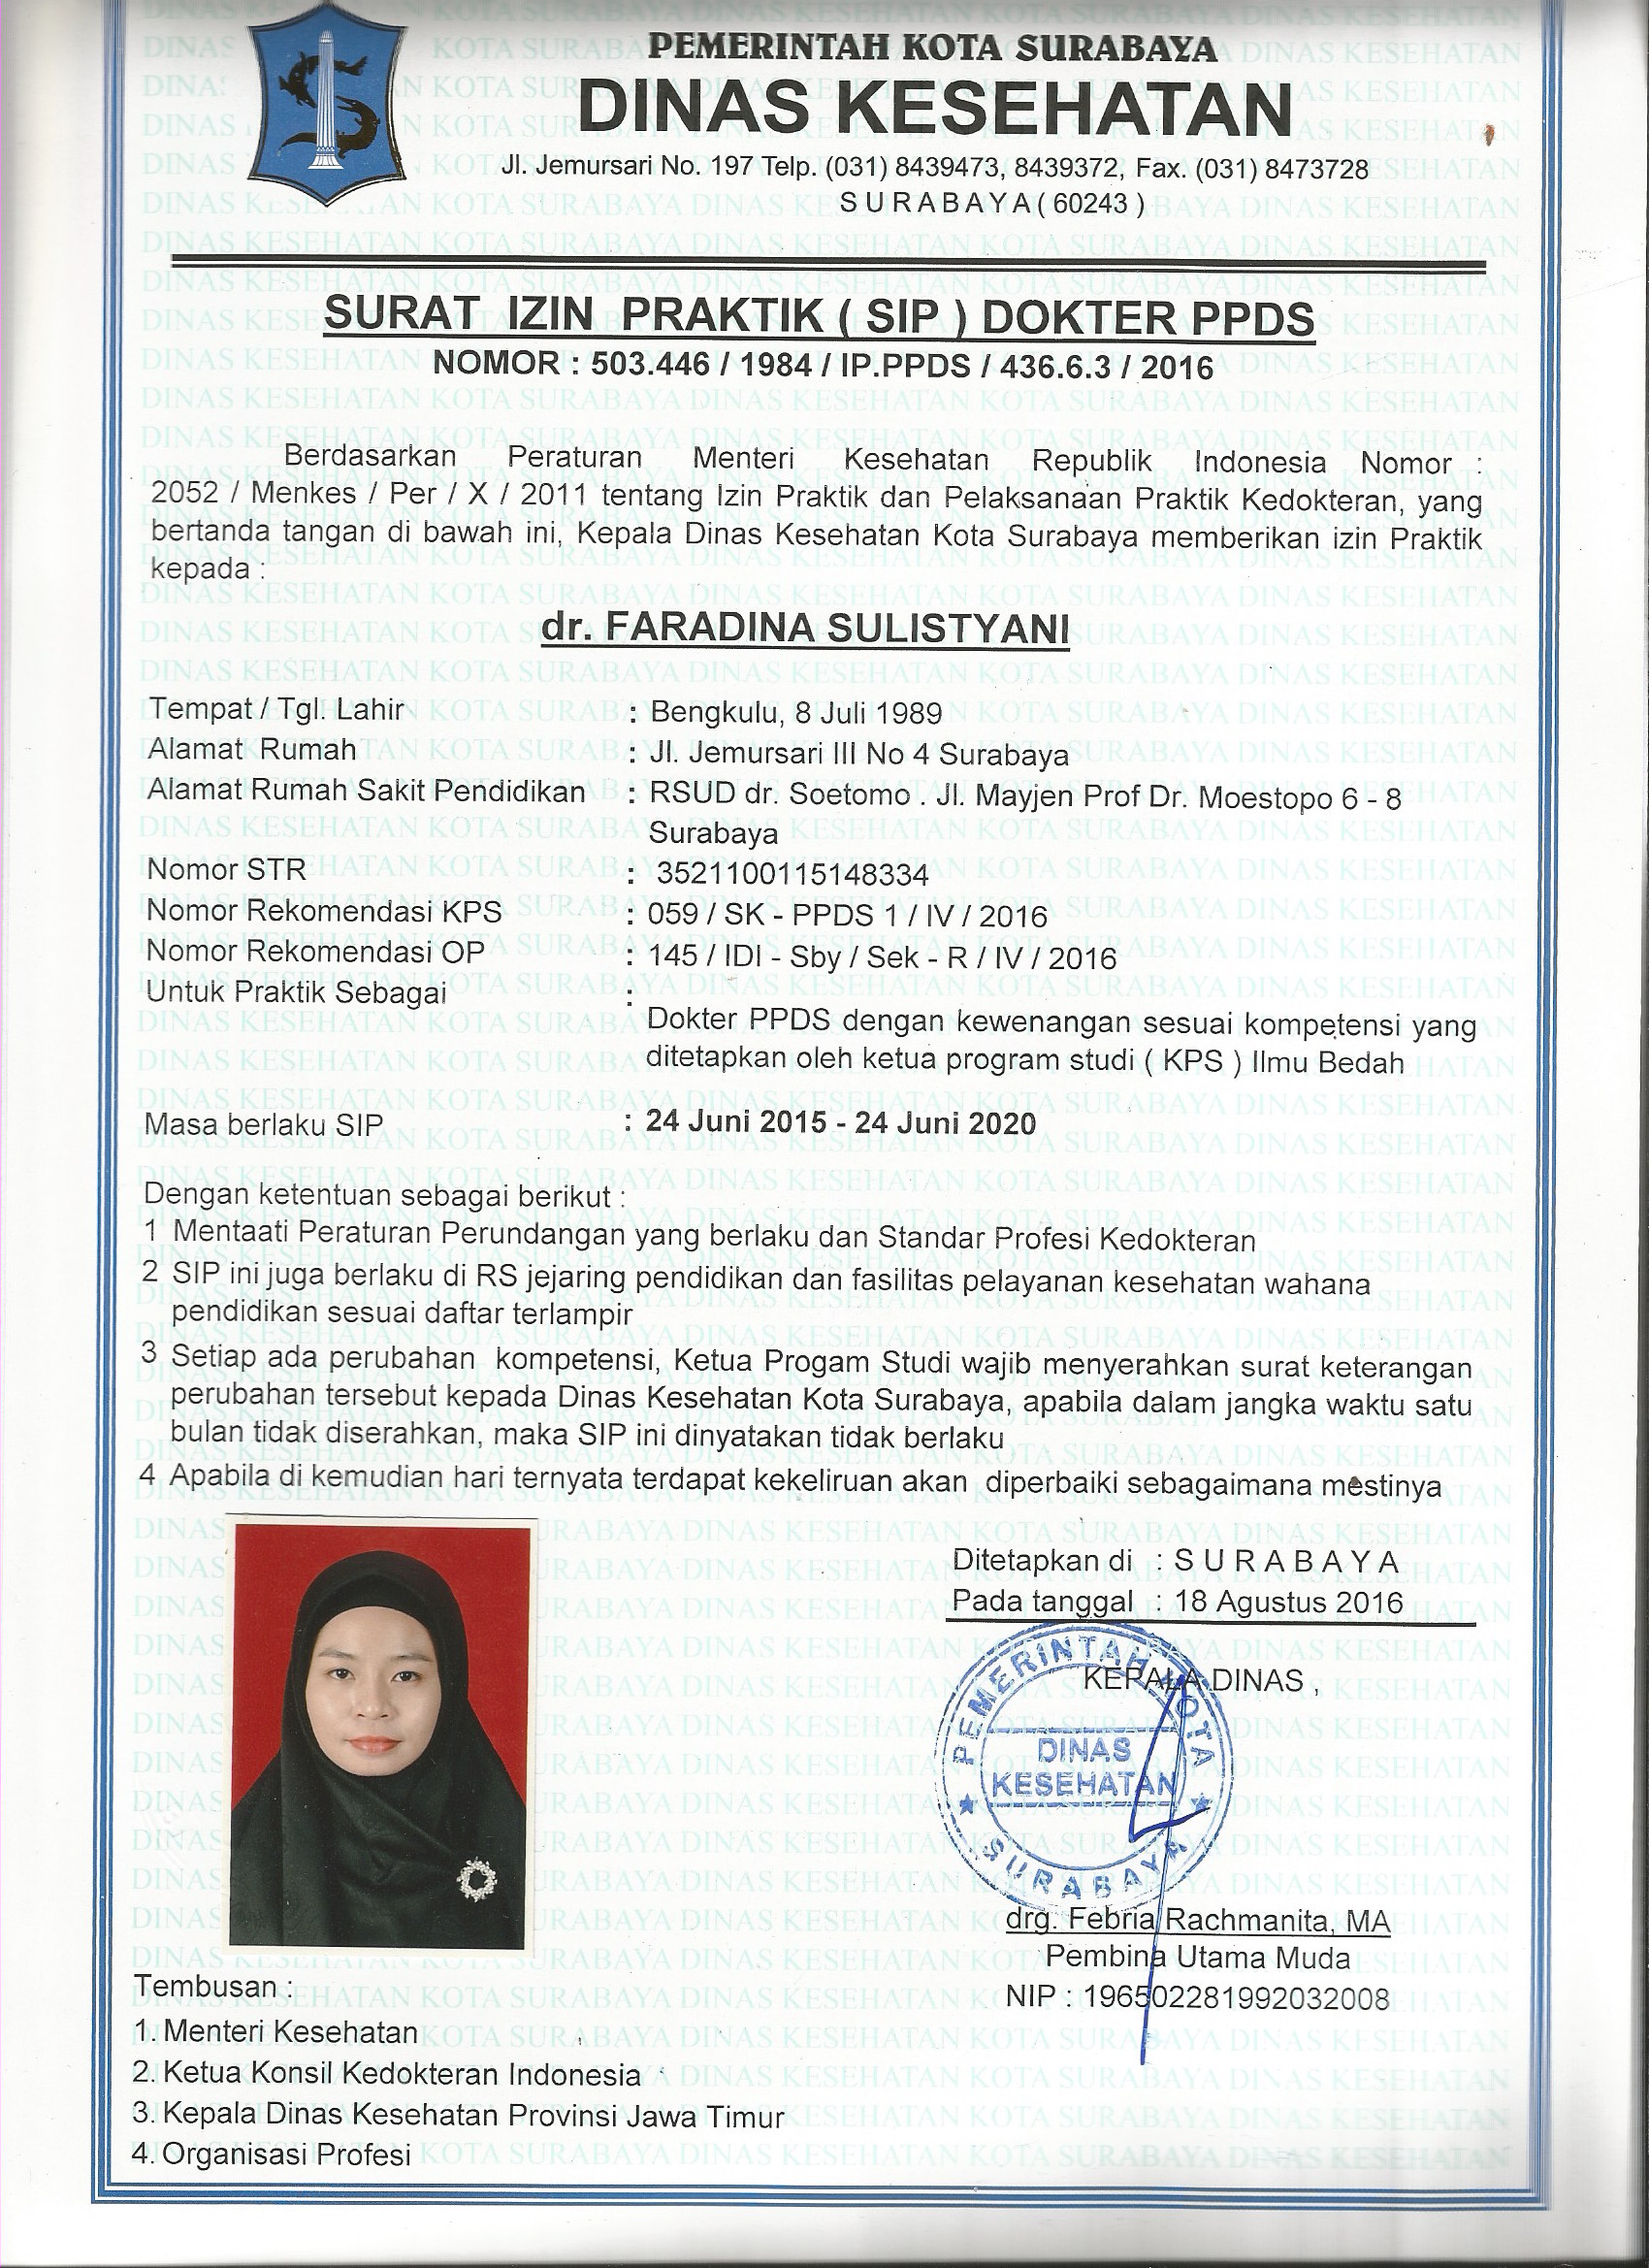 PEMERINTAH KOTA SURABAYA
DINAS KESEHATAN
Jl. Jemursari No. 197 Telp. (031) 8439473, 8439372, Fax. (031) 8473728
S U R A B A Y A ( 60243 )
SURAT IZIN PRAKTIK ( SIP ) DOKTER PPDS
NOMOR : 503.446 / 1984 / IP.PPDS / 436.6.3 / 2016
Berdasarkan Peraturan Menteri Kesehatan Republik Indonesia Nomor :
2052 / Menkes / Per / X / 2011 tentang Izin Praktik dan Pelaksanaan Praktik Kedokteran, yang
bertanda tangan di bawah ini, Kepala Dinas Kesehatan Kota Surabaya memberikan izin Praktik
kepada :
dr. FARADINA SULISTYANI
Tempat / Tgl. Lahir : Bengkulu, 8 Juli 1989
Alamat Rumah : Jl. Jemursari III No 4 Surabaya
Alamat Rumah Sakit Pendidikan : RSUD dr. Soetomo . Jl. Mayjen Prof Dr. Moestopo 6 - 8
Surabaya
Nomor STR : 3521100115148334
Nomor Rekomendasi KPS : 059 / SK - PPDS 1 / IV / 2016
Nomor Rekomendasi OP : 145 / IDI - Sby / Sek - R / IV / 2016
Untuk Praktik Sebagai :
Dokter PPDS dengan kewenangan sesuai kompetensi yang
ditetapkan oleh ketua program studi ( KPS ) Ilmu Bedah
Masa berlaku SIP : 24 Juni 2015 - 24 Juni 2020
Dengan ketentuan sebagai berikut :
1 Mentaati Peraturan Perundangan yang berlaku dan Standar Profesi Kedokteran
2 SIP ini juga berlaku di RS jejaring pendidikan dan fasilitas pelayanan kesehatan wahana
pendidikan sesuai daftar terlampir
3 Setiap ada perubahan kompetensi, Ketua Progam Studi wajib menyerahkan surat keterangan
perubahan tersebut kepada Dinas Kesehatan Kota Surabaya, apabila dalam jangka waktu satu
bulan tidak diserahkan, maka SIP ini dinyatakan tidak berlaku
4 Apabila di kemudian hari ternyata terdapat kekeliruan akan diperbaiki sebagaimana mestinya
Ditetapkan di : S U R A B A Y A
Pada tanggal : 18 Agustus 2016
KEPALA DINAS ,
PEMERINTAH KOTA
DINAS
KESEHATAN
SURABAYA
drg. Febria Rachmanita, MA
Pembina Utama Muda
NIP : 196502281992032008
Tembusan :
1. Menteri Kesehatan
2. Ketua Konsil Kedokteran Indonesia
3. Kepala Dinas Kesehatan Provinsi Jawa Timur
4. Organisasi Profesi